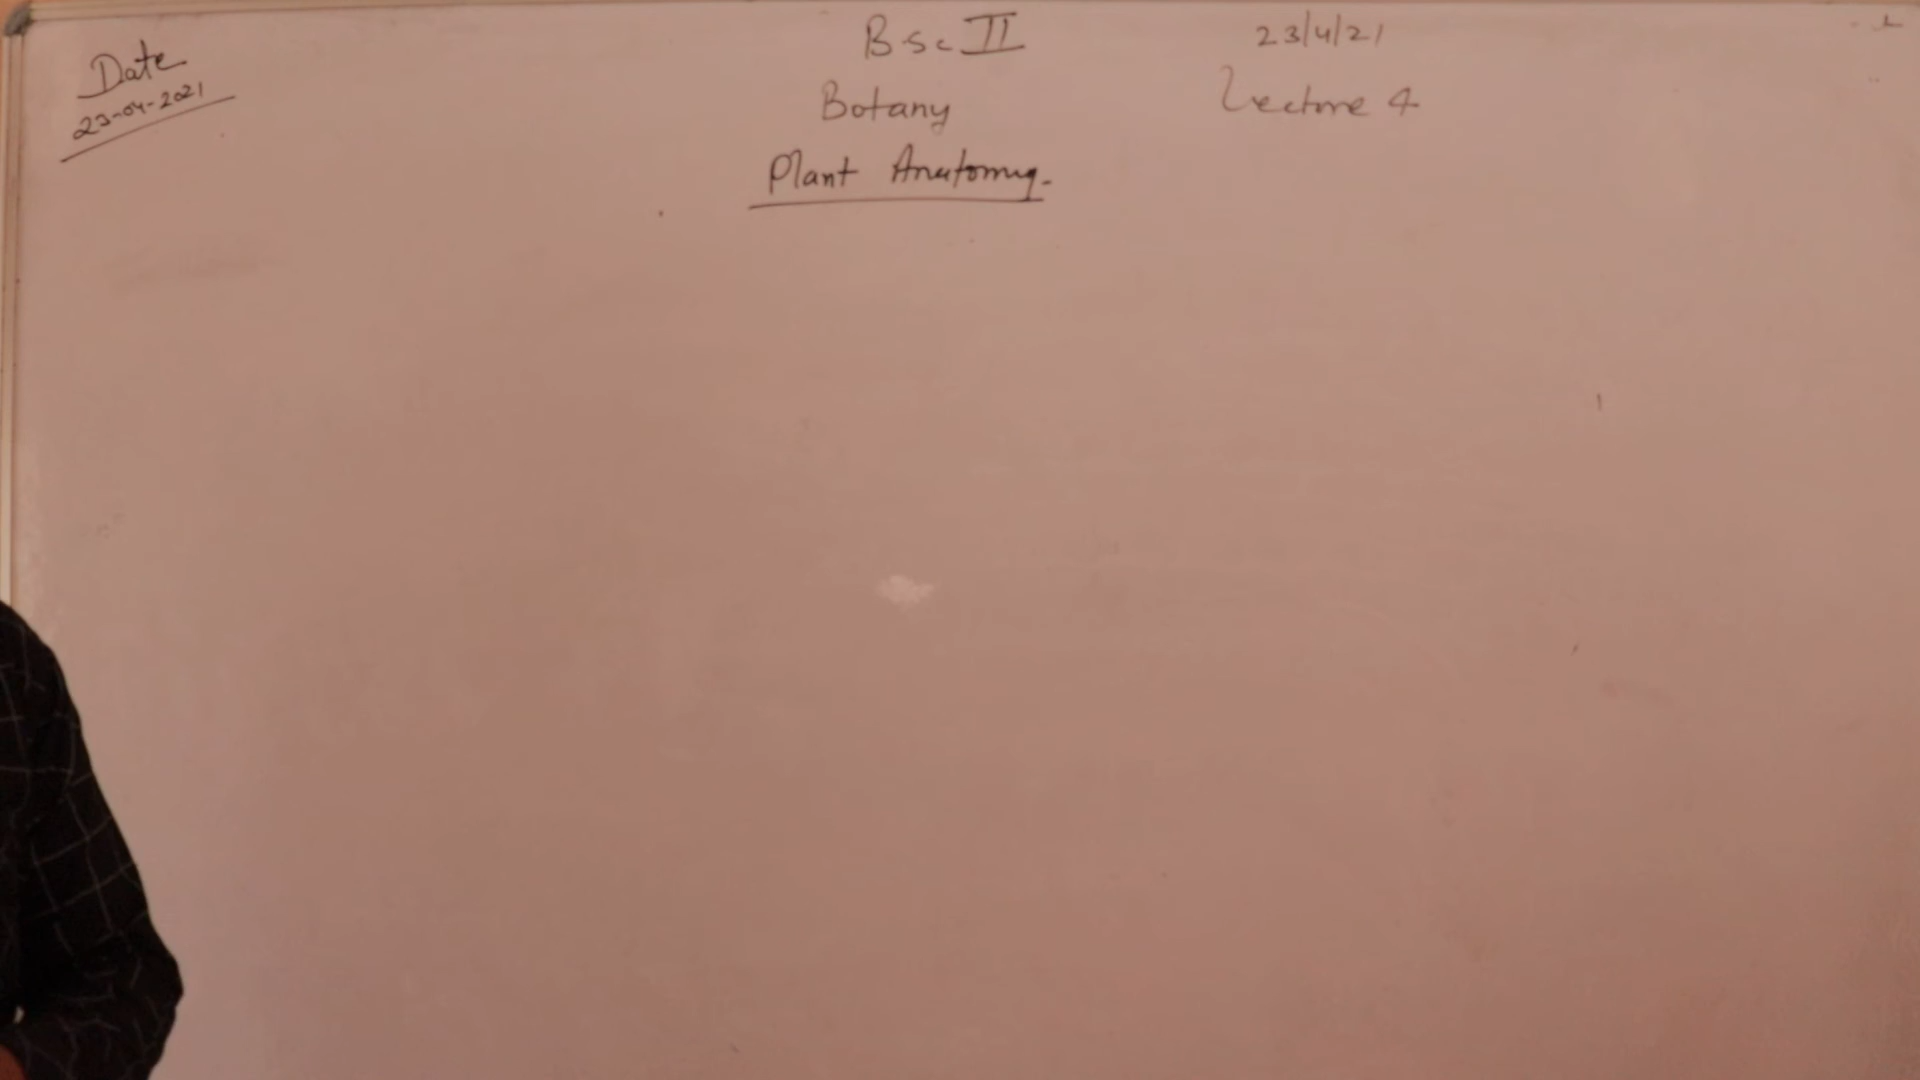 Date
23-04-2021
B.Sc II
Botany
Plant Anatomy.
23/4/21
Lecture 4